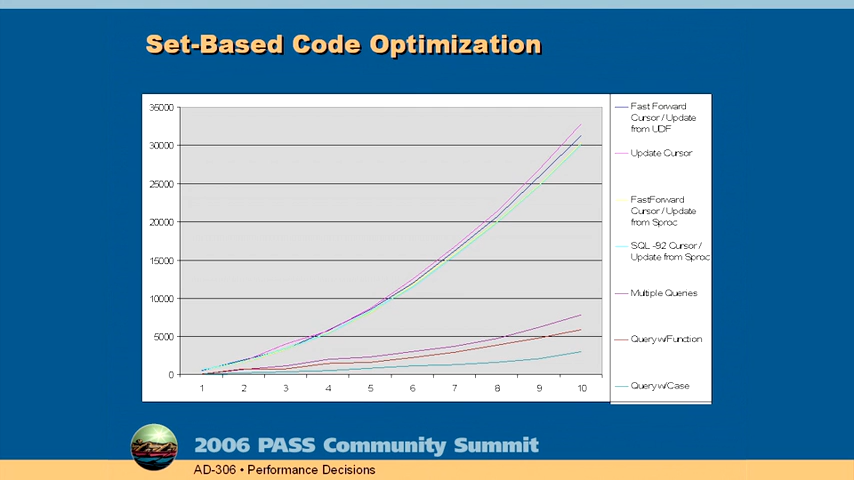 Set-Based Code Optimization
35000
30000
25000
20000
15000
10000
5000
0
1 2 3 4 5 6 7 8 9 10
Fast Forward
Cursor / Update
from UDF
Update Cursor
FastForward
Cursor / Update
from Sproc
SQL -92 Cursor /
Update from Sproc
Multiple Queries
Query w/Function
Query w/Case
2006 PASS Community Summit
AD-306 • Performance Decisions